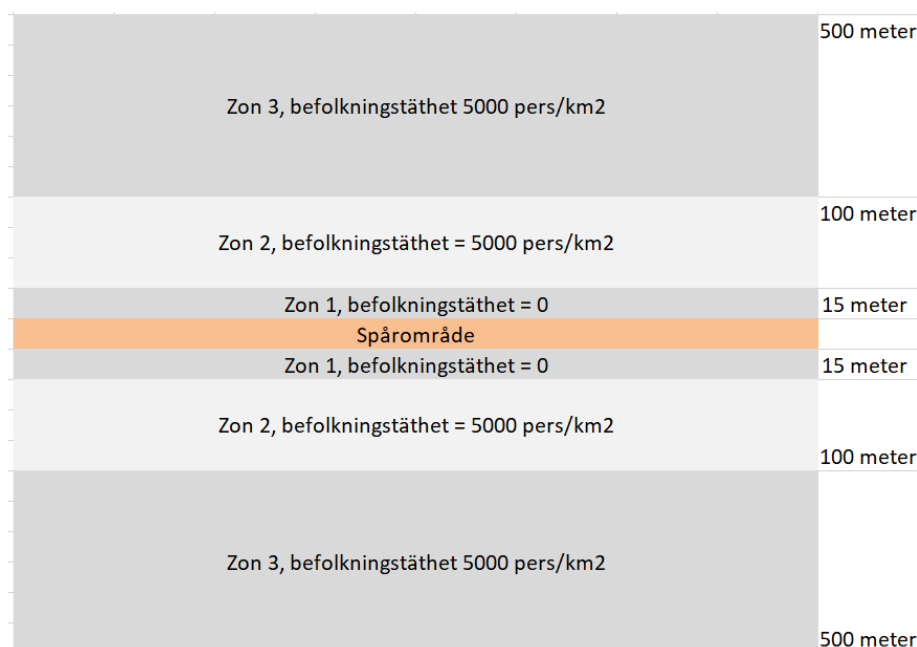 500 meter
Zon 3, befolkningstäthet 5000 pers/km2
100 meter
Zon 2, befolkningstäthet = 5000 pers/km2
Zon 1, befolkningstäthet = 0
15 meter
Spårområde
Zon 1, befolkningstäthet = 0
15 meter
Zon 2, befolkningstäthet = 5000 pers/km2
100 meter
Zon 3, befolkningstäthet 5000 pers/km2
500 meter